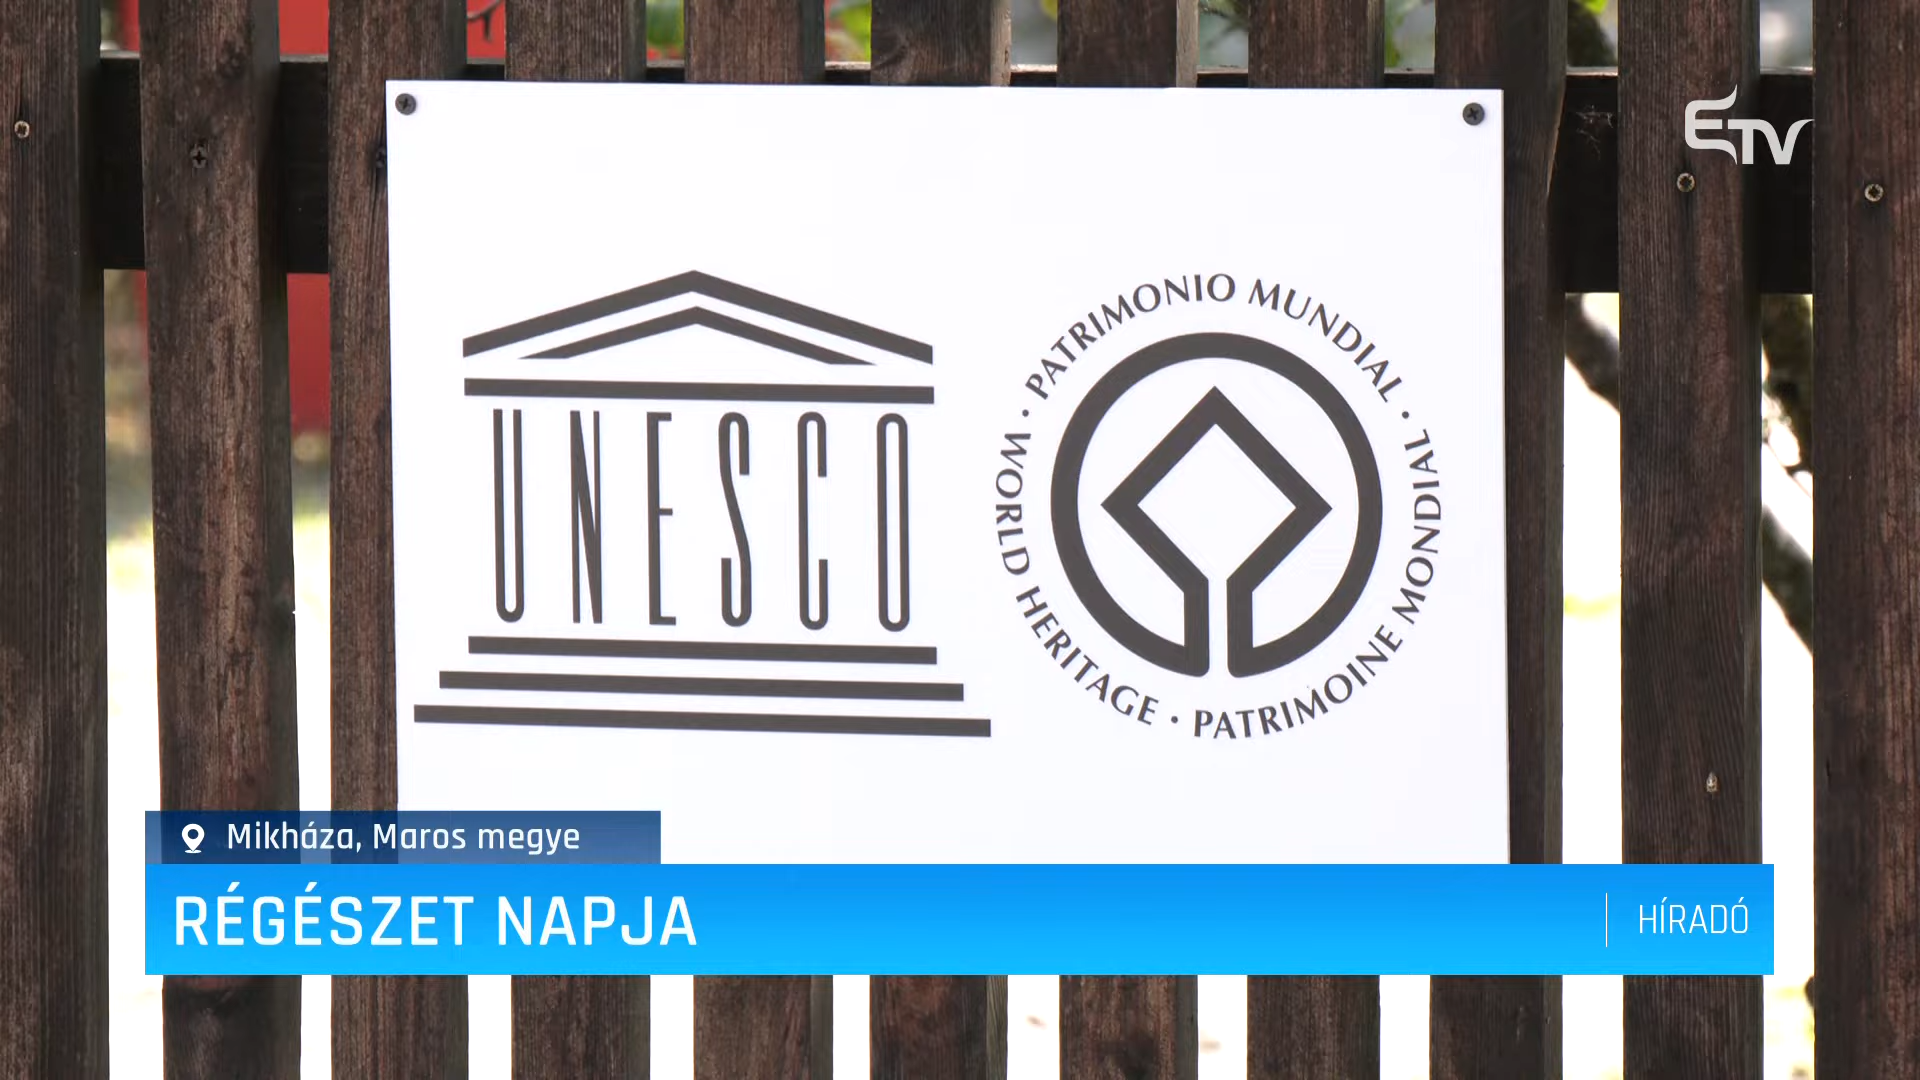 ETV
UNESCO
· PATRIMONIO MUNDIAL · PATRIMOINE MONDIAL
WORLD HERITAGE ·
Mikháza, Maros megye
RÉGÉSZET NAPJA
HÍRADÓ